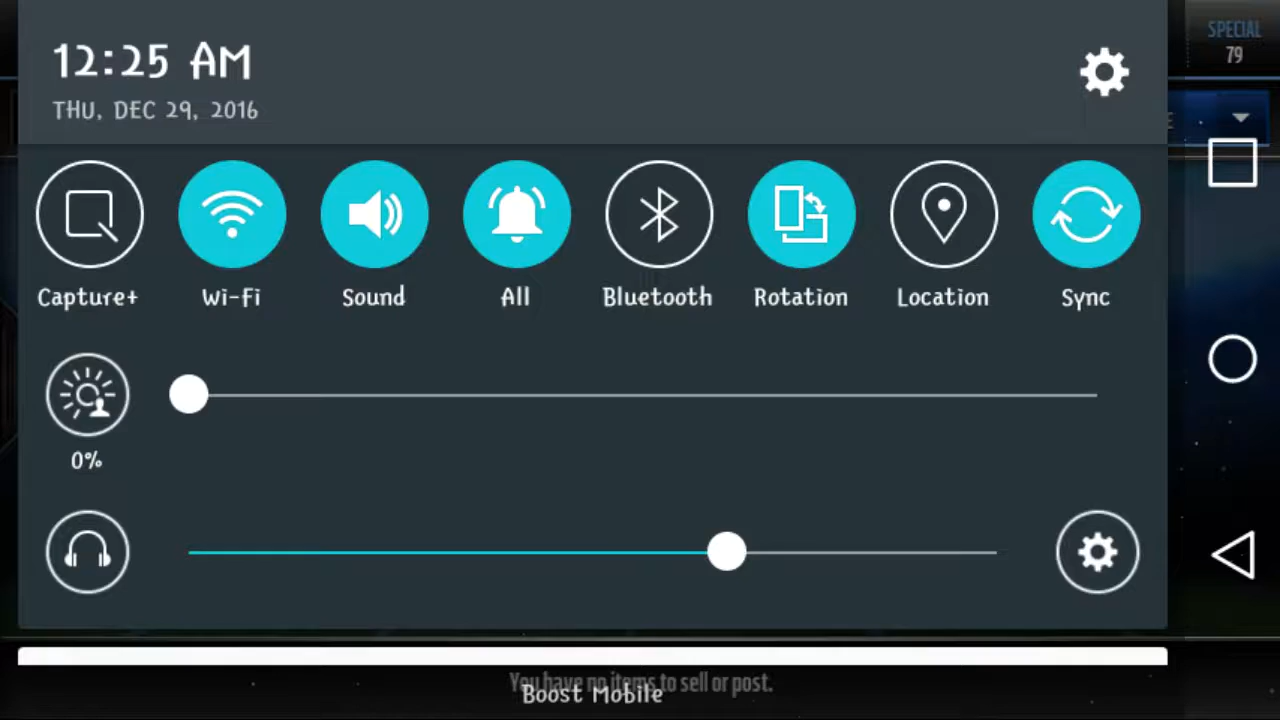 12:25 AM
THU, DEC 29, 2016
SPECIAL
79
E
Capture+
Wi-Fi
Sound
All
Bluetooth
Rotation
Location
Sync
0%
You have no items to sell or post.
Boost Mobile